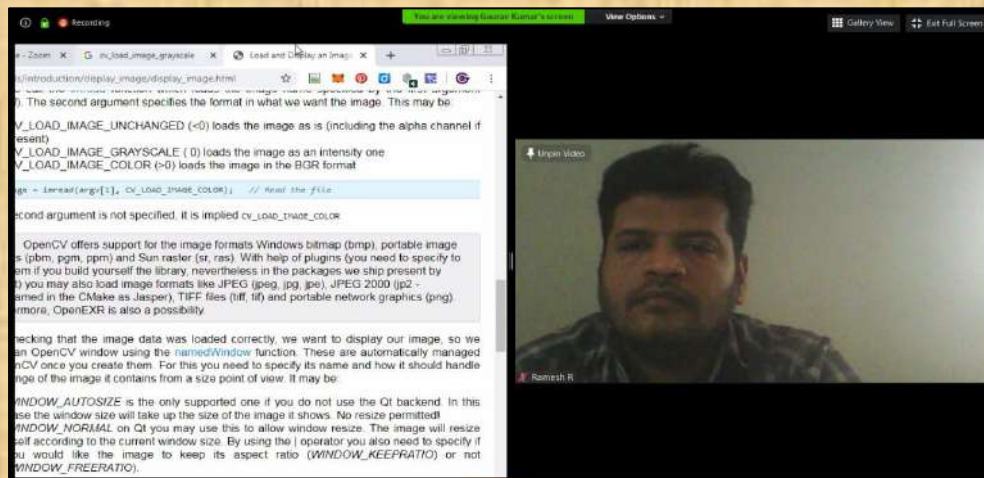 Recording
You are viewing Gaurav Kumar's screen
View Options
Gallery View
Exit Full Screen
e - Zoom
cv_load_image_grayscale
Load and Display an Imag
ls/introduction/display_image/display_image.html
). The second argument specifies the format in what we want the image. This may be:
V_LOAD_IMAGE_UNCHANGED (<0) loads the image as is (including the alpha channel if
resent)
V_LOAD_IMAGE_GRAYSCALE ( 0) loads the image as an intensity one
V_LOAD_IMAGE_COLOR (>0) loads the image in the BGR format
age = imread(argv[1], CV_LOAD_IMAGE_COLOR); // Read the file
econd argument is not specified, it is implied CV_LOAD_IMAGE_COLOR
OpenCV offers support for the image formats Windows bitmap (bmp), portable image
s (pbm, pgm, ppm) and Sun raster (sr, ras). With help of plugins (you need to specify to
em if you build yourself the library, nevertheless in the packages we ship present by
t) you may also load image formats like JPEG (jpeg, jpg, jpe), JPEG 2000 (jp2 -
amed in the CMake as Jasper), TIFF files (tiff, tif) and portable network graphics (png)
ermore, OpenEXR is also a possibility.
hecking that the image data was loaded correctly, we want to display our image, so we
an OpenCV window using the namedWindow function. These are automatically managed
nCV once you create them. For this you need to specify its name and how it should handle
nge of the image it contains from a size point of view. It may be:
WINDOW_AUTOSIZE is the only supported one if you do not use the Qt backend. In this
ase the window size will take up the size of the image it shows. No resize permitted!
WINDOW_NORMAL on Qt you may use this to allow window resize. The image will resize
self according to the current window size. By using the | operator you also need to specify if
ou would like the image to keep its aspect ratio (WINDOW_KEEPRATIO) or not
WINDOW_FREERATIO).
Unpin Video
Ramesh R